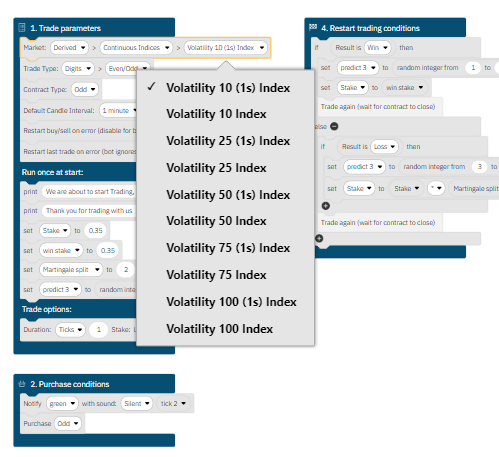 1. Trade parameters
Market: Derived > Continuous Indices > Volatility 10 (1s) Index
Trade Type: Digits > Even/Odd
Contract Type: Odd
Default Candle Interval: 1 minute
Restart buy/sell on error (disable for b
Restart last trade on error (bot ignores
Run once at start:
print We are about to start Trading,
print Thank you for trading with us
set Stake to 0.35
set win stake to 0.35
set Martingale split to 2
set predict 3 to random inte
Trade options:
Duration: Ticks 1 Stake: U
✓ Volatility 10 (1s) Index
Volatility 10 Index
Volatility 25 (1s) Index
Volatility 25 Index
Volatility 50 (1s) Index
Volatility 50 Index
Volatility 75 (1s) Index
Volatility 75 Index
Volatility 100 (1s) Index
Volatility 100 Index
2. Purchase conditions
Notify green with sound: Silent tick 2
Purchase Odd
4. Restart trading conditions
if Result is Win then
set predict 3 to random integer from 1 to
set Stake to win stake
Trade again (wait for contract to close)
else
if Result is Loss then
set predict 3 to random integer from 3 to
set Stake to Stake * Martingale split
Trade again (wait for contract to close)